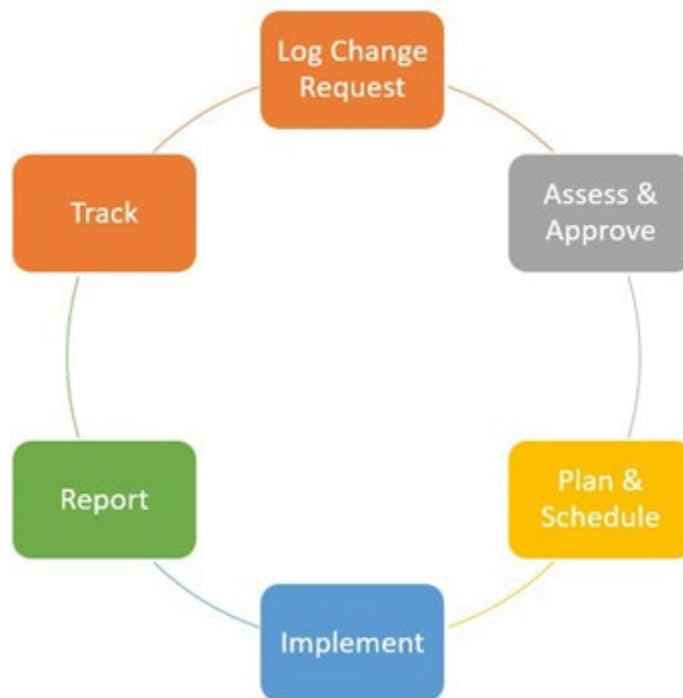 Log Change
Request
Assess &
Approve
Plan &
Schedule
Implement
Report
Track